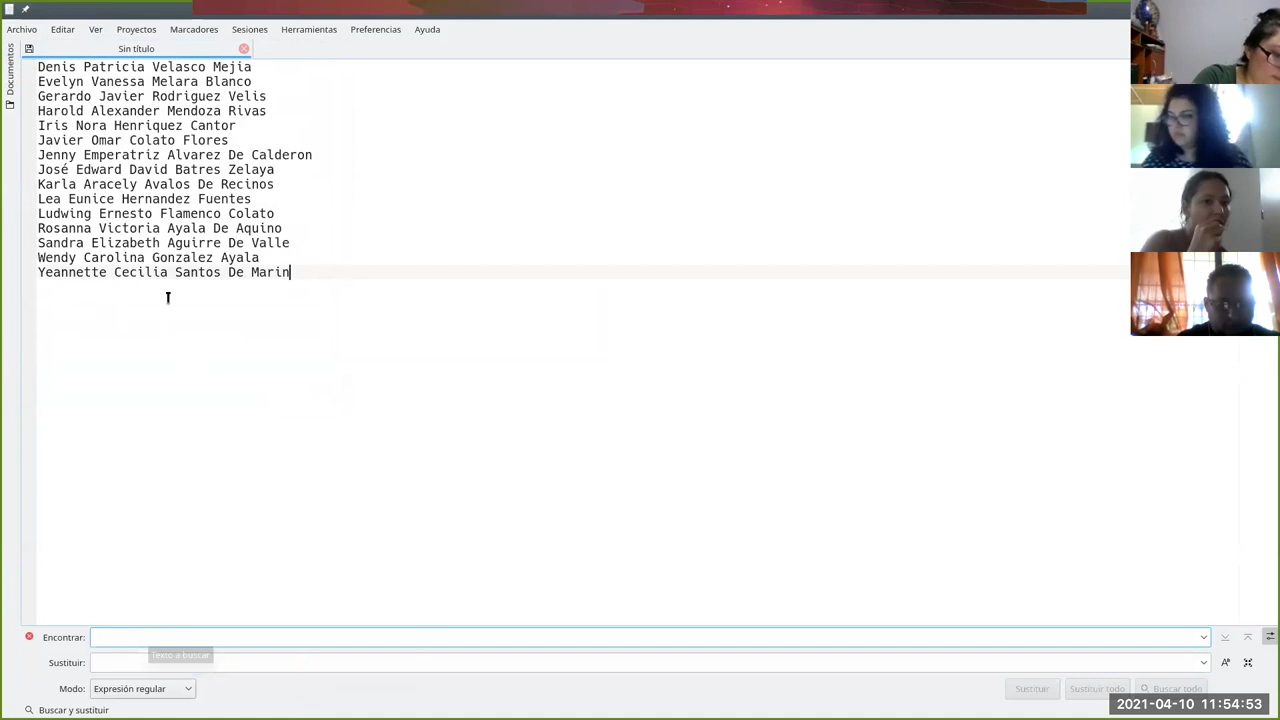 Archivo Editar Ver Proyectos Marcadores Sesiones Herramientas Preferencias Ayuda
Documentos
Sin título
Denis Patricia Velasco Mejia
Evelyn Vanessa Melara Blanco
Gerardo Javier Rodriguez Velis
Harold Alexander Mendoza Rivas
Iris Nora Henriquez Cantor
Javier Omar Colato Flores
Jenny Emperatriz Alvarez De Calderon
José Edward David Batres Zelaya
Karla Aracely Avalos De Recinos
Lea Eunice Hernandez Fuentes
Ludwing Ernesto Flamenco Colato
Rosanna Victoria Ayala De Aquino
Sandra Elizabeth Aguirre De Valle
Wendy Carolina Gonzalez Ayala
Yeannette Cecilia Santos De Marin
Encontrar:
Texto a buscar
Sustituir:
Modo: Expresión regular Sustituir Sustituir todo Buscar todo
2021-04-10 11:54:53
Buscar y sustituir